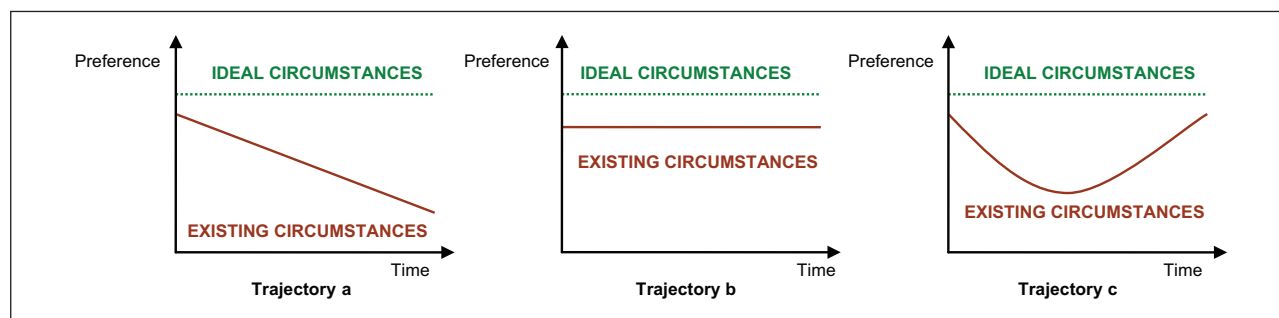 Preference
IDEAL CIRCUMSTANCES
EXISTING CIRCUMSTANCES
Time
Trajectory a
Preference
IDEAL CIRCUMSTANCES
EXISTING CIRCUMSTANCES
Time
Trajectory b
Preference
IDEAL CIRCUMSTANCES
EXISTING CIRCUMSTANCES
Time
Trajectory c